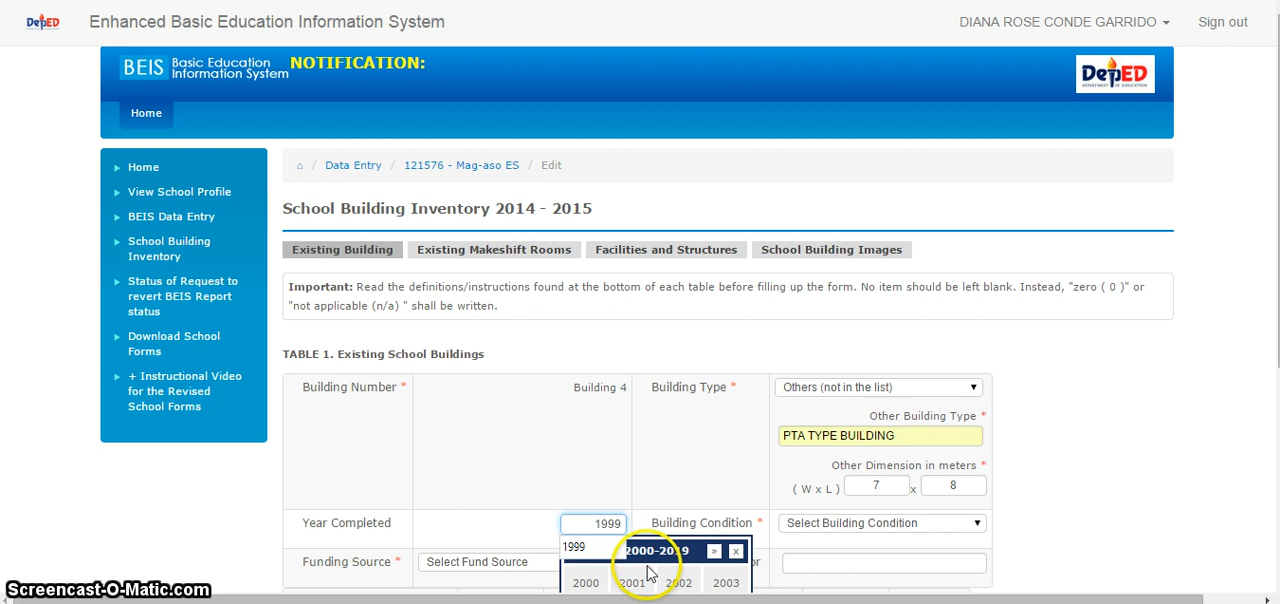 DepED Enhanced Basic Education Information System DIANA ROSE CONDE GARRIDO Sign out
BEIS Basic Education Information System NOTIFICATION: DepED
DEPARTMENT OF EDUCATION
Home
Home
View School Profile
BEIS Data Entry
School Building
Inventory
Status of Request to
revert BEIS Report
status
Download School
Forms
+ Instructional Video
for the Revised
School Forms
/ Data Entry / 121576 - Mag-aso ES / Edit
School Building Inventory 2014 - 2015
Existing Building Existing Makeshift Rooms Facilities and Structures School Building Images
Important: Read the definitions/instructions found at the bottom of each table before filling up the form. No item should be left blank. Instead, "zero ( 0 )" or
"not applicable (n/a) " shall be written.
TABLE 1. Existing School Buildings
Building Number * Building 4 Building Type * Others (not in the list)
Other Building Type *
PTA TYPE BUILDING
Other Dimension in meters *
( W x L ) 7 x 8
Year Completed 1999 Building Condition * Select Building Condition
1999 2000-2019 » x
Funding Source * Select Fund Source or
2000 2001 2002 2003
Screencast-O-Matic.com